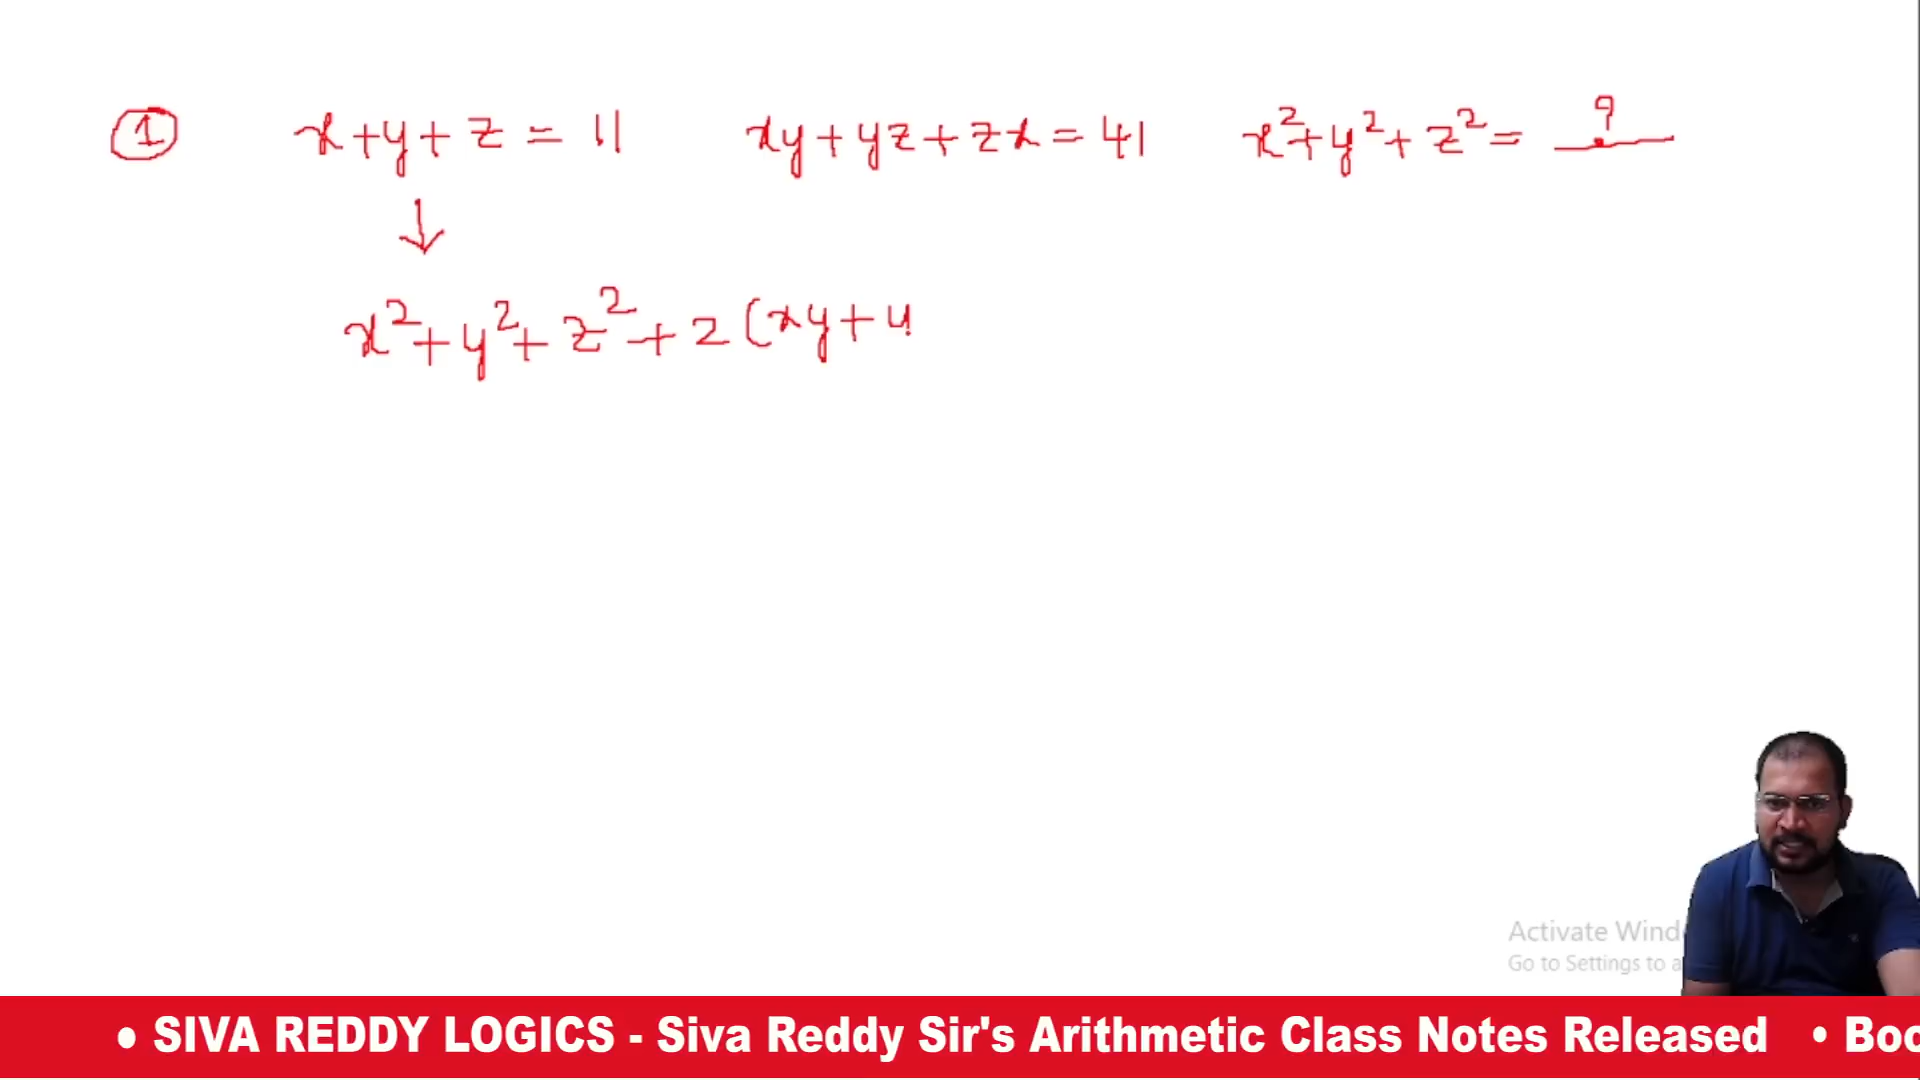 ① x+y+z=11 xy+yz+zx=41 x²+y²+z²= ?
↓
x²+y²+z²+2(xy+y
Activate Wind
Go to Settings to a
• SIVA REDDY LOGICS - Siva Reddy Sir's Arithmetic Class Notes Released • Boo